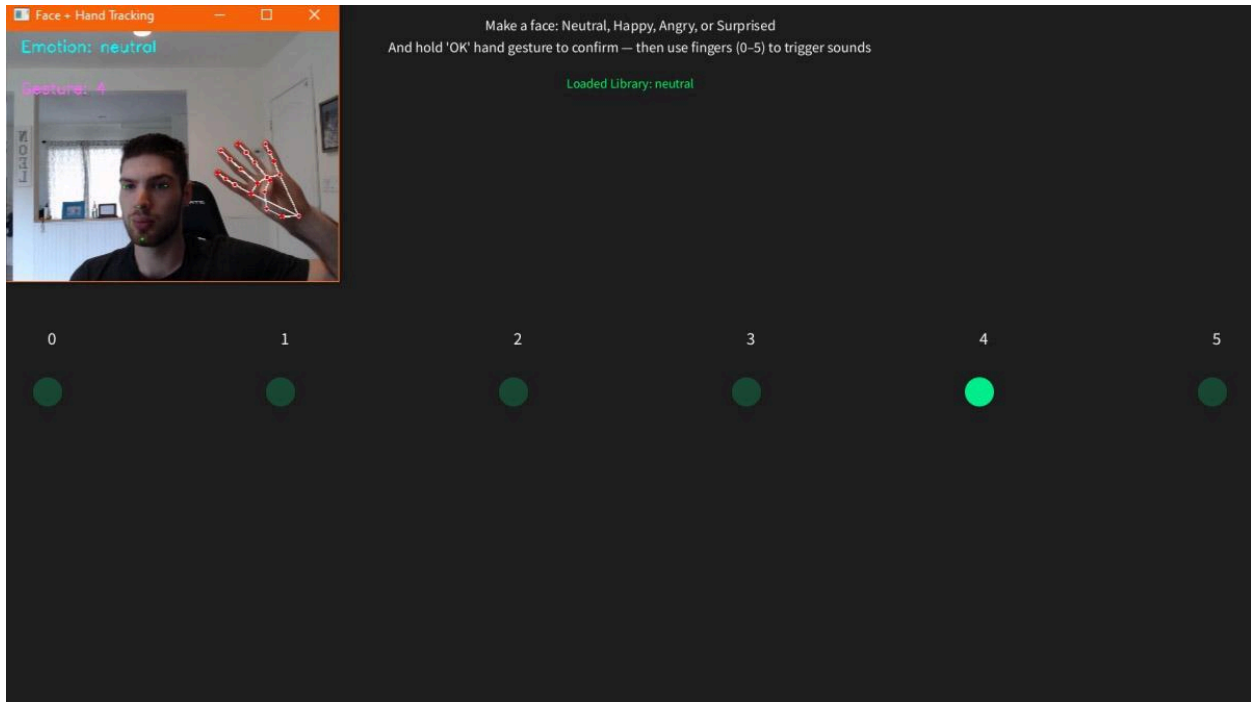 Face + Hand Tracking
Emotion: neutral
Gesture: 4
NOEL
Make a face: Neutral, Happy, Angry, or Surprised
And hold 'OK' hand gesture to confirm — then use fingers (0–5) to trigger sounds
Loaded Library: neutral
0 1 2 3 4 5